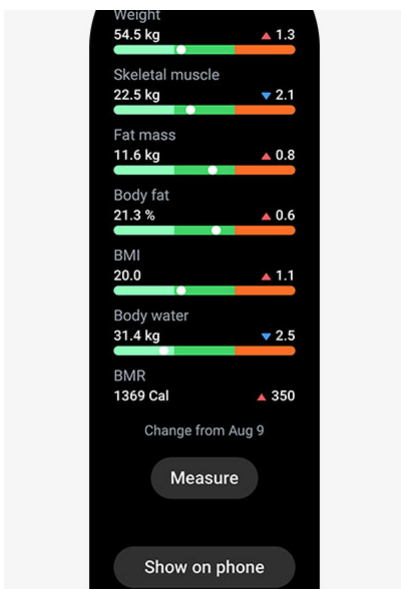 Weight
54.5 kg ▲ 1.3
Skeletal muscle
22.5 kg ▼ 2.1
Fat mass
11.6 kg ▲ 0.8
Body fat
21.3 % ▲ 0.6
BMI
20.0 ▲ 1.1
Body water
31.4 kg ▼ 2.5
BMR
1369 Cal ▲ 350
Change from Aug 9
Measure
Show on phone